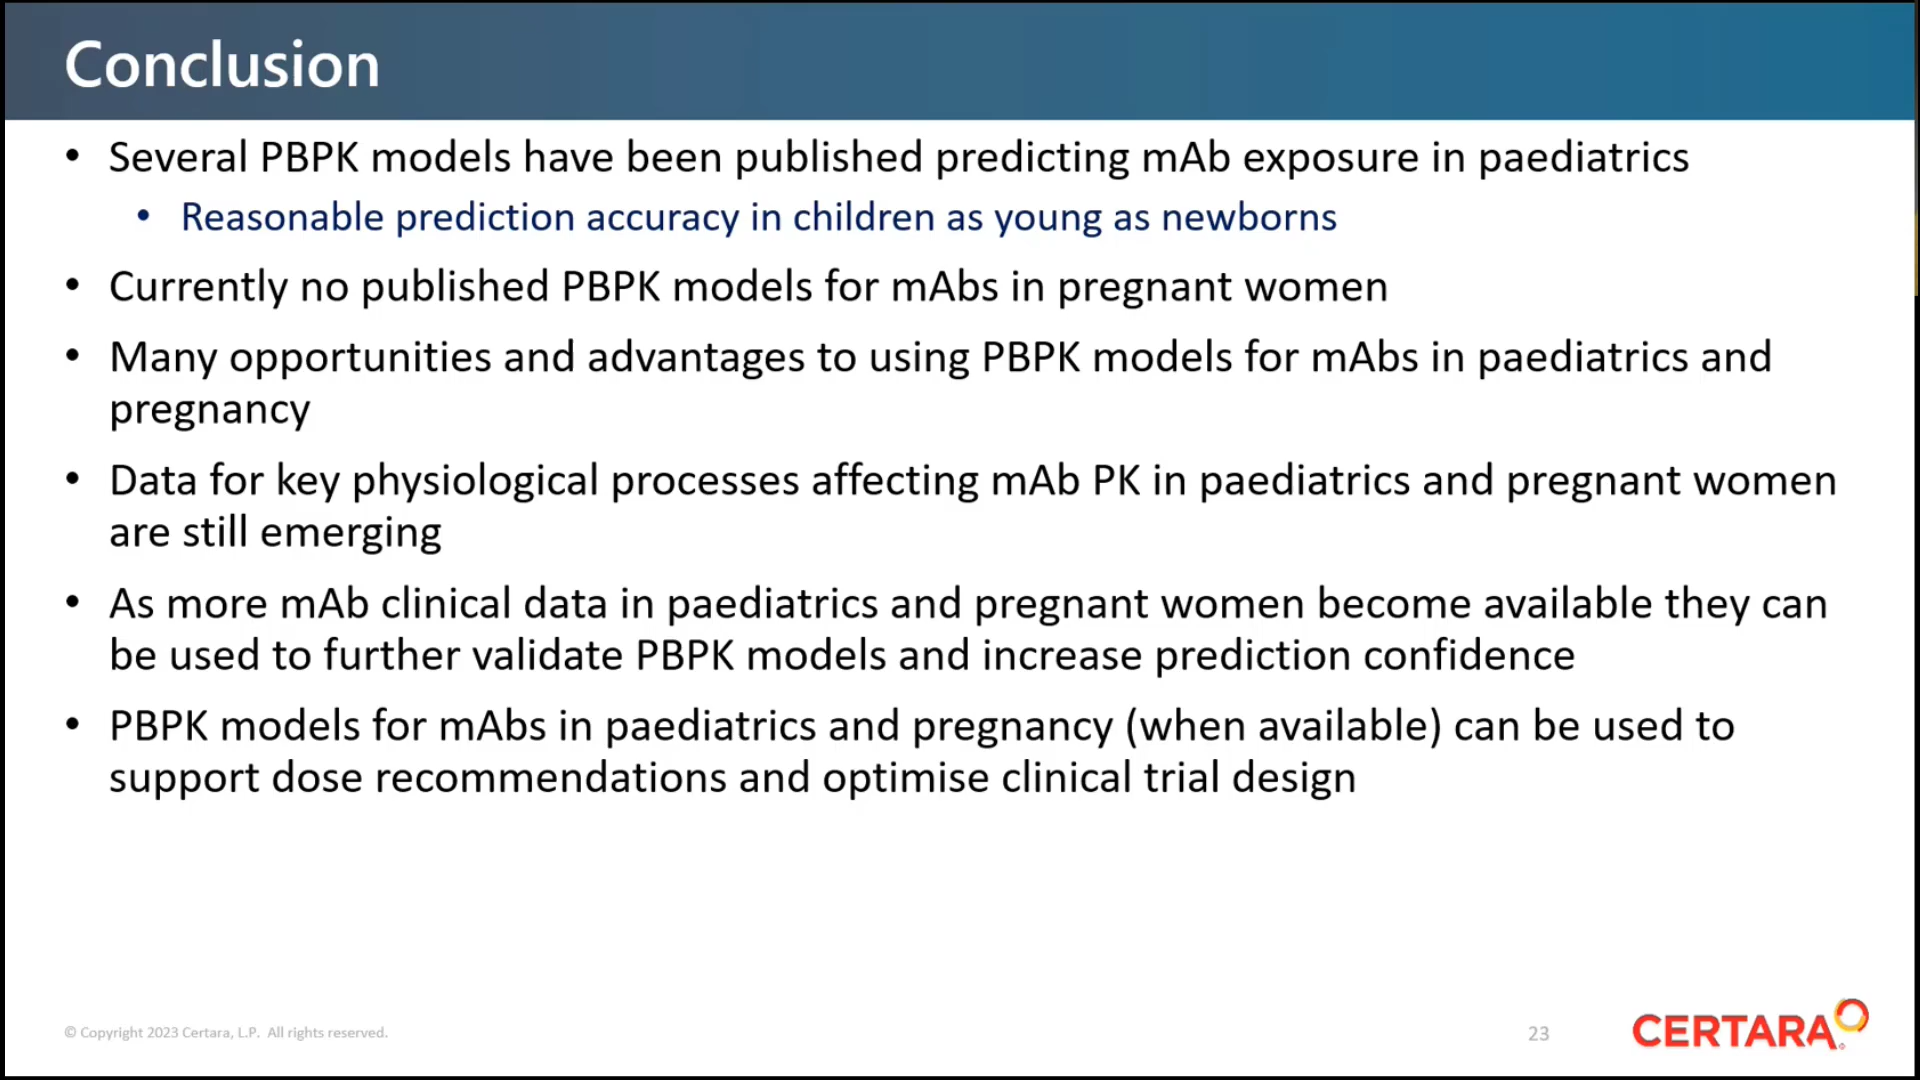 Conclusion
• Several PBPK models have been published predicting mAb exposure in paediatrics
• Reasonable prediction accuracy in children as young as newborns
• Currently no published PBPK models for mAbs in pregnant women
• Many opportunities and advantages to using PBPK models for mAbs in paediatrics and
pregnancy
• Data for key physiological processes affecting mAb PK in paediatrics and pregnant women
are still emerging
• As more mAb clinical data in paediatrics and pregnant women become available they can
be used to further validate PBPK models and increase prediction confidence
• PBPK models for mAbs in paediatrics and pregnancy (when available) can be used to
support dose recommendations and optimise clinical trial design
© Copyright 2023 Certara, L.P. All rights reserved.
23
CERTARA